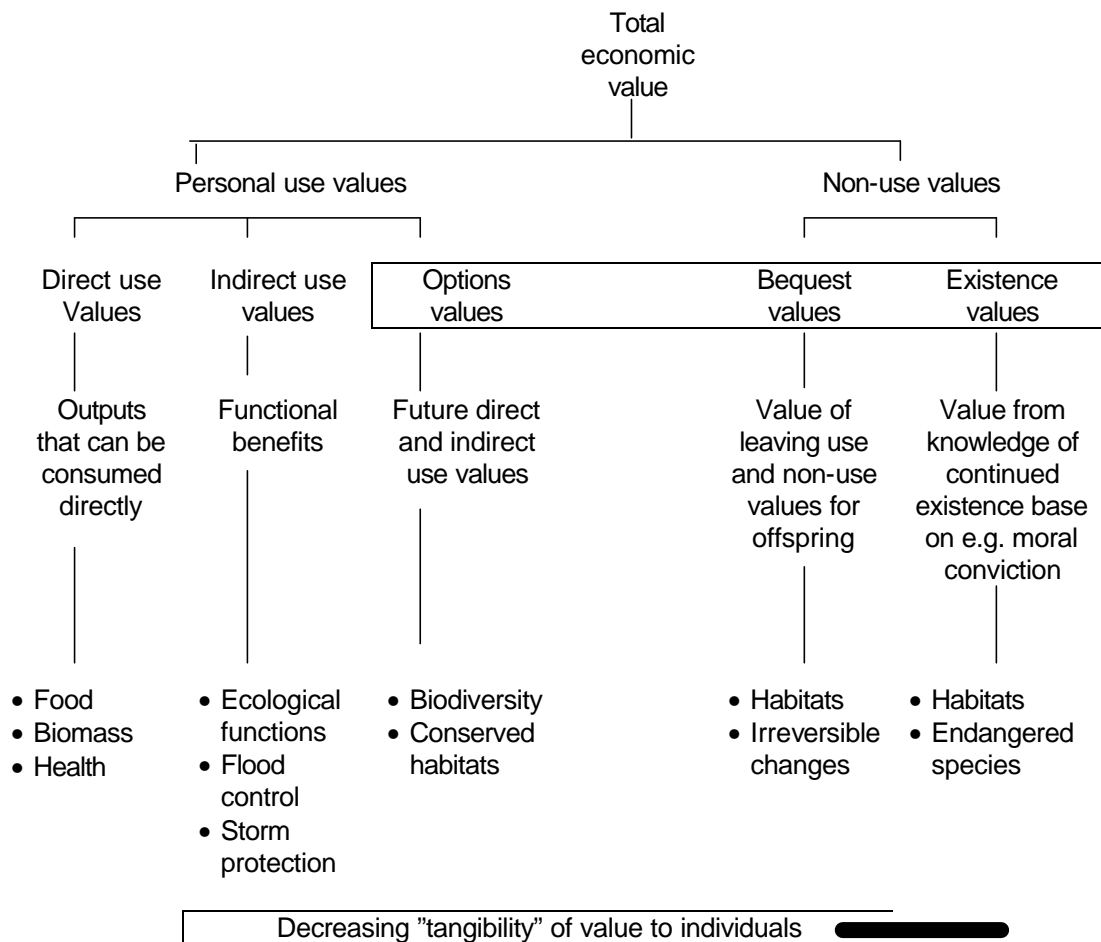 Total
economic
value
Personal use values
Non-use values
Direct use
Values
Indirect use
values
Options
values
Bequest
values
Existence
values
Outputs
that can be
consumed
directly
Functional
benefits
Future direct
and indirect
use values
Value of
leaving use
and non-use
values for
offspring
Value from
knowledge of
continued
existence base
on e.g. moral
conviction
• Food
• Biomass
• Health
• Ecological
functions
• Flood
control
• Storm
protection
• Biodiversity
• Conserved
habitats
• Habitats
• Irreversible
changes
• Habitats
• Endangered
species
Decreasing ”tangibility” of value to individuals